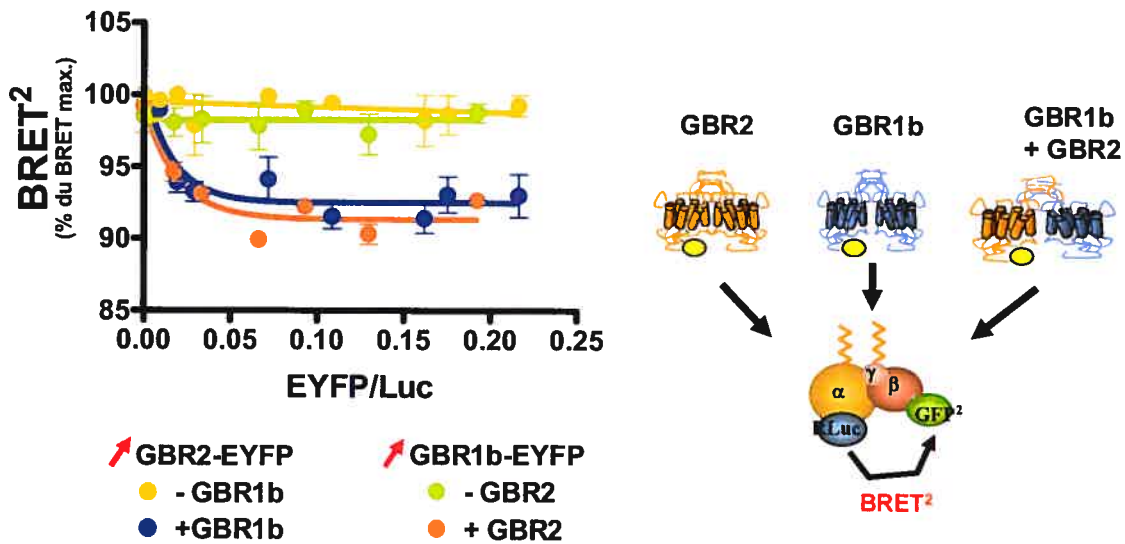 BRET²
(% du BRET max.)
105
100
95
90
85
0.00 0.05 0.10 0.15 0.20 0.25
EYFP/Luc
GBR2-EYFP
- GBR1b
+GBR1b
GBR1b-EYFP
- GBR2
+ GBR2
GBR2
GBR1b
GBR1b
+ GBR2
α
γ
β
RLuc
GFP²
BRET²